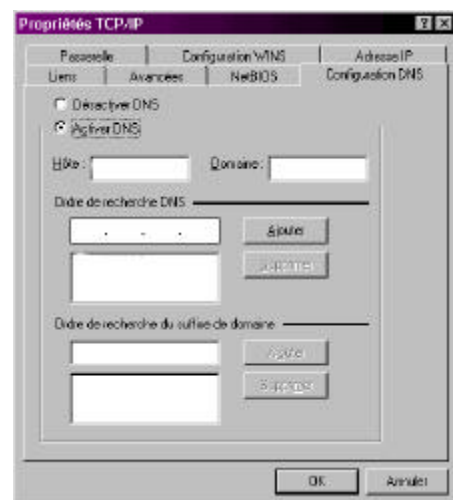 Propriétés TCP/IP
Passerelle Configuration WINS Adresse IP
Liens Avancées NetBIOS Configuration DNS
Désactiver DNS
Activer DNS
Hôte : Domaine :
Ordre de recherche DNS
Ajouter
Supprimer
Ordre de recherche du suffixe de domaine
Ajouter
Supprimer
OK Annuler